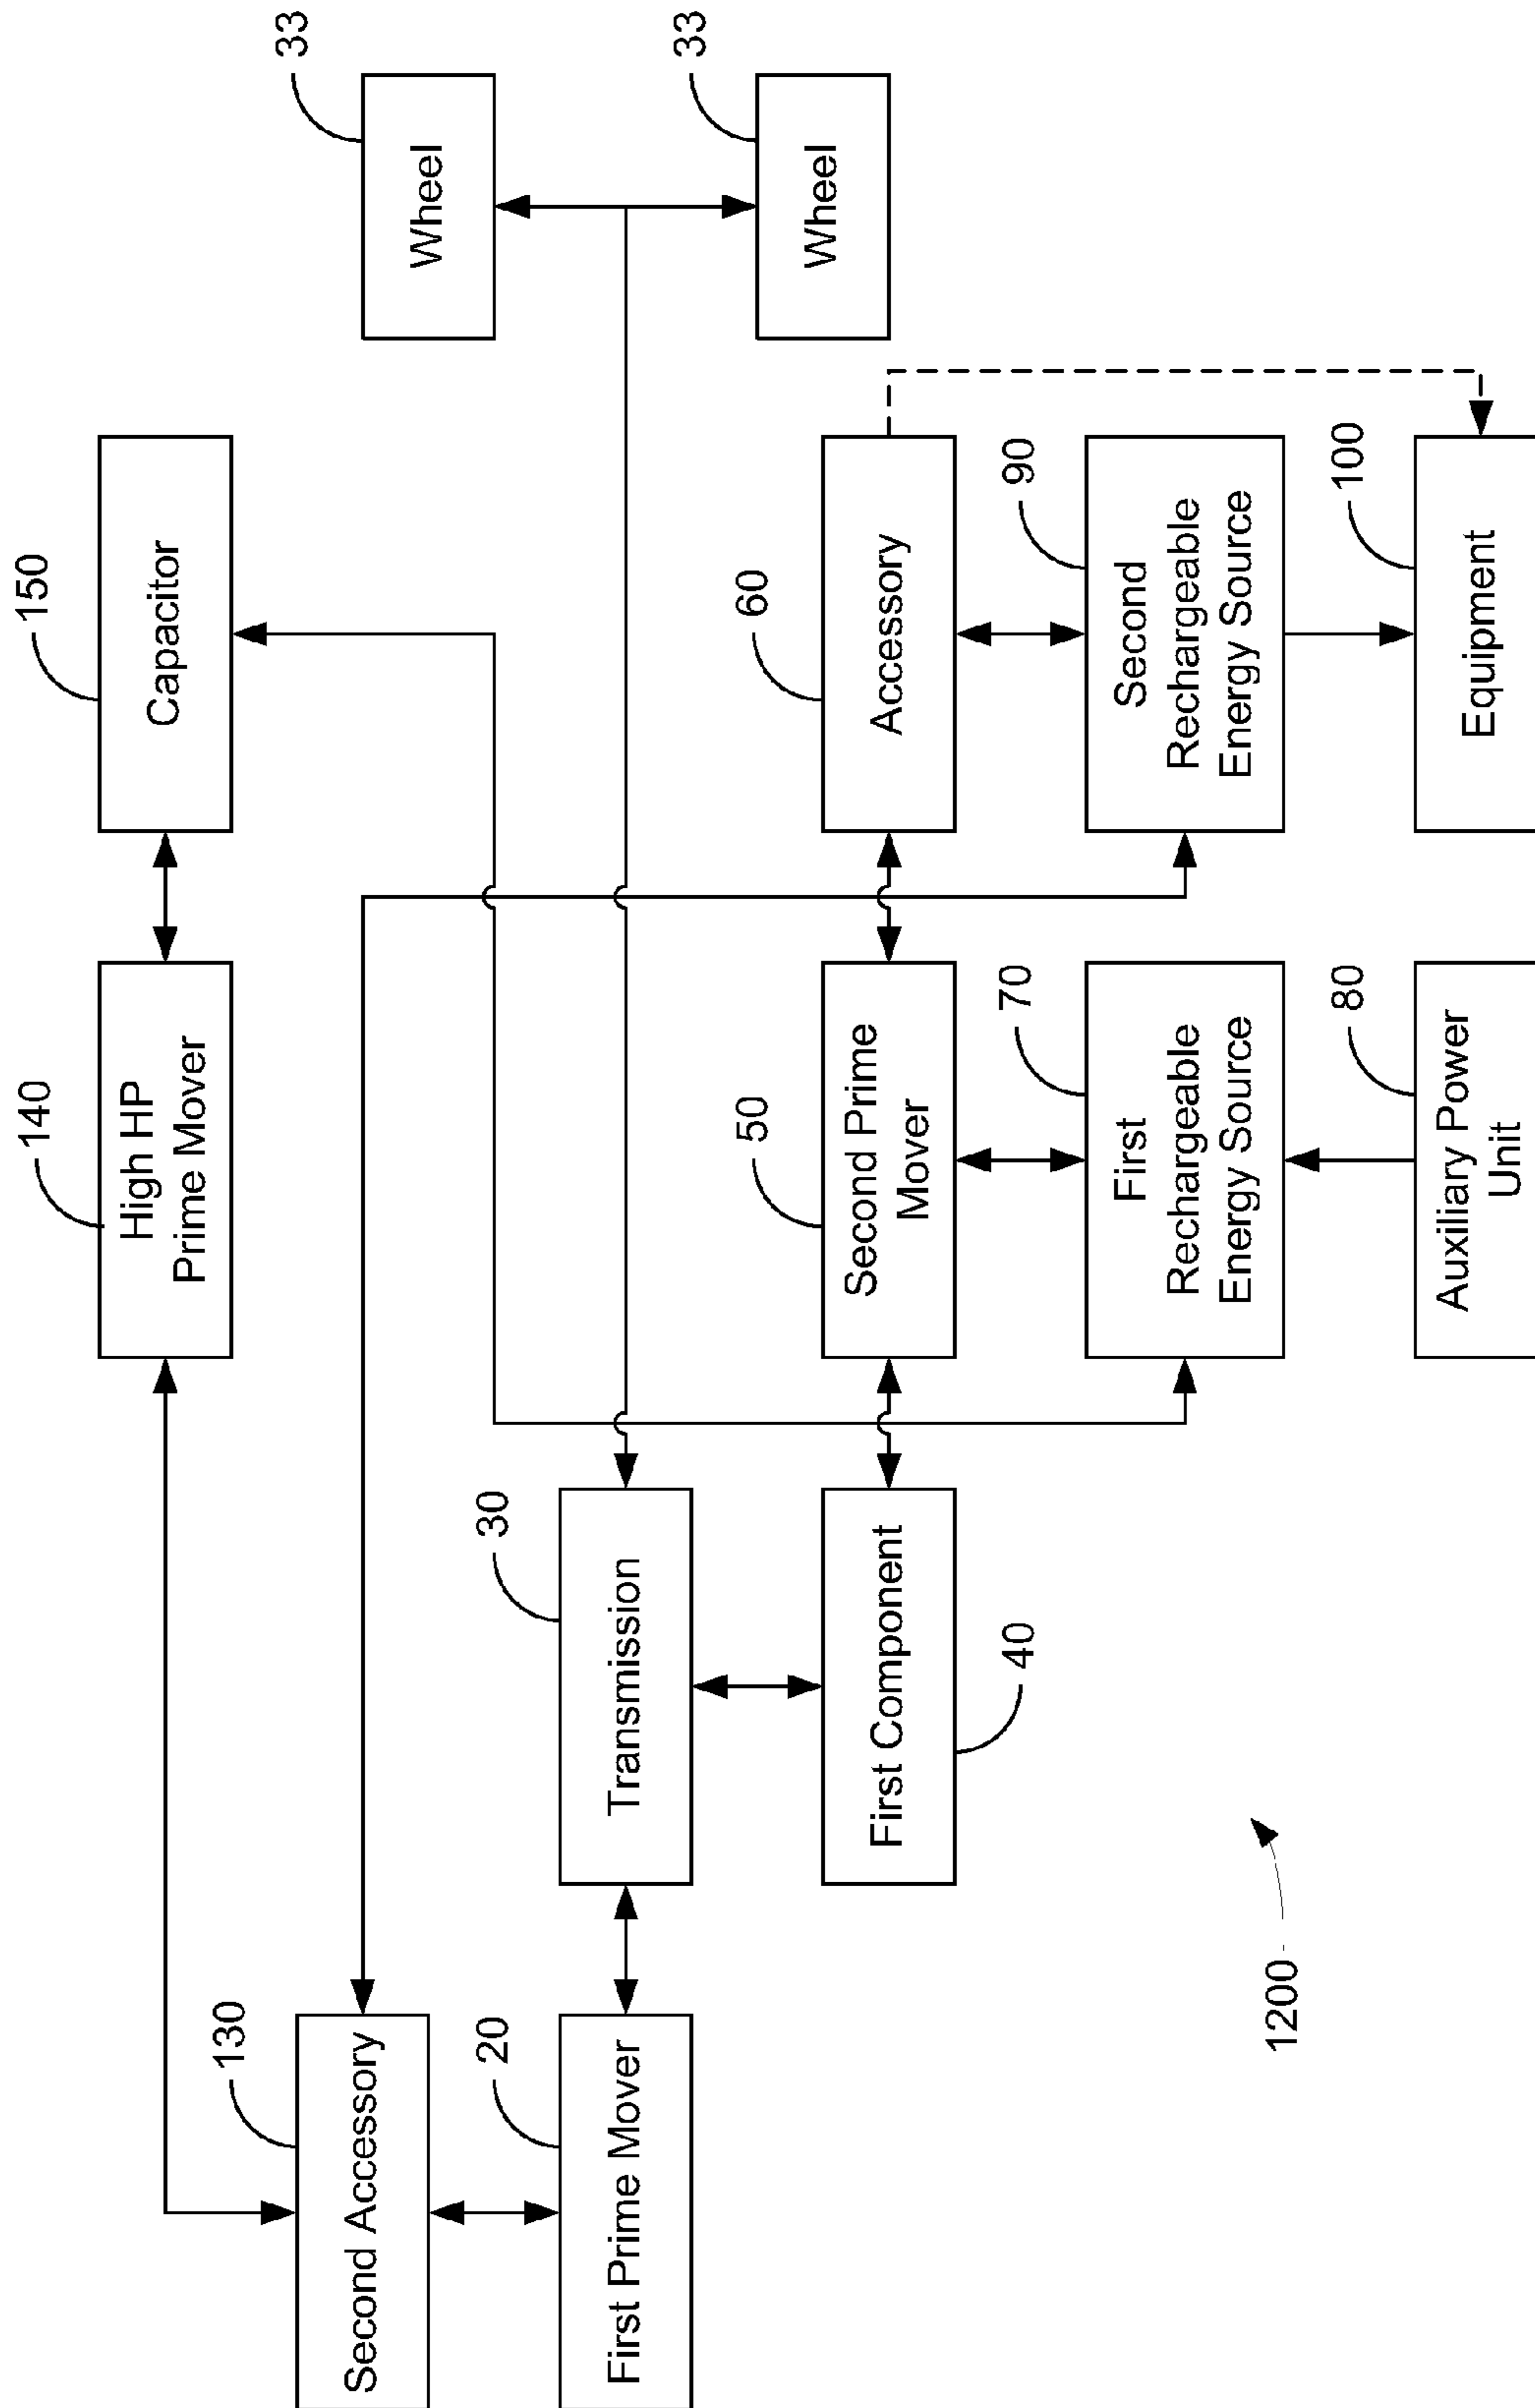 140
High HP
Prime Mover
150
Capacitor
33
Wheel
130
Second Accessory
20
First Prime Mover
30
Transmission
33
Wheel
First Component
40
50
Second Prime
Mover
60
Accessory
70
First
Rechargeable
Energy Source
90
Second
Rechargeable
Energy Source
1200
80
Auxiliary Power
Unit
100
Equipment